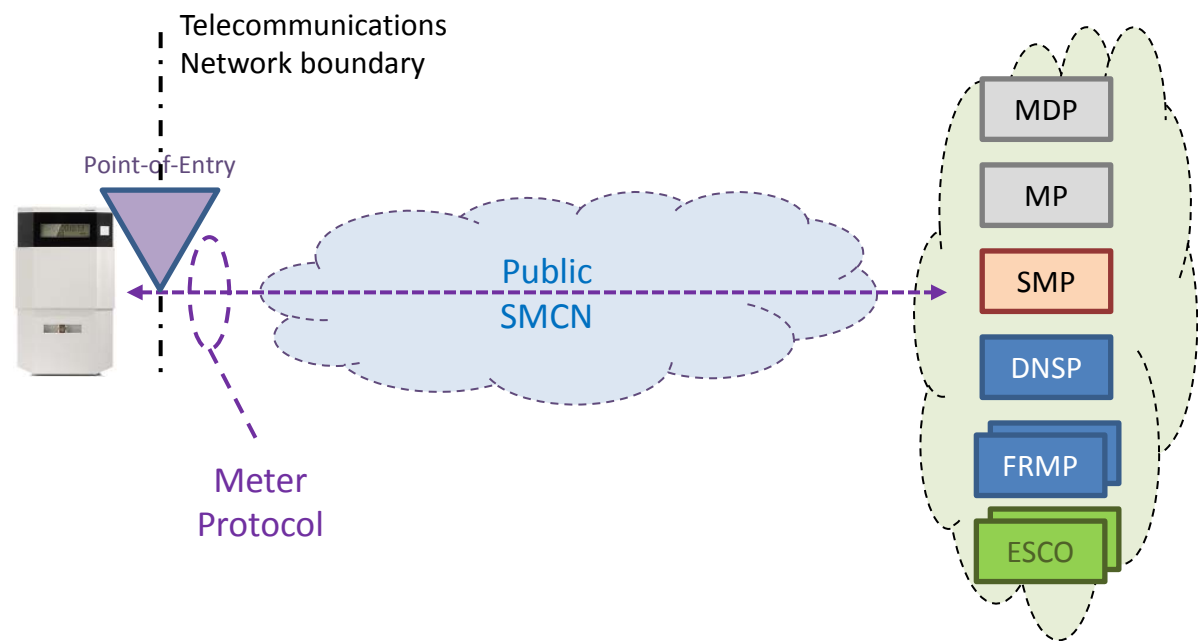 Telecommunications
Network boundary
Point-of-Entry
Public
SMCN
Meter
Protocol
MDP
MP
SMP
DNSP
FRMP
ESCO